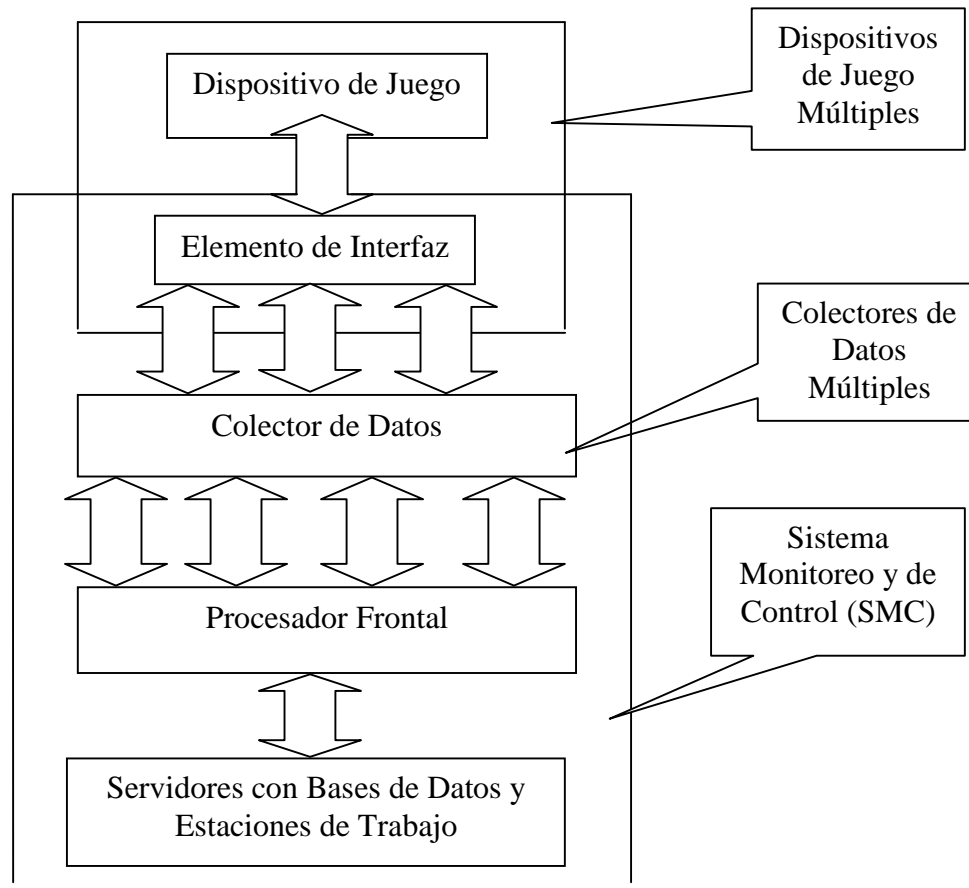 Dispositivos
de Juego
Múltiples
Dispositivo de Juego
Elemento de Interfaz
Colectores de
Datos
Múltiples
Colector de Datos
Sistema
Monitoreo y de
Control (SMC)
Procesador Frontal
Servidores con Bases de Datos y
Estaciones de Trabajo